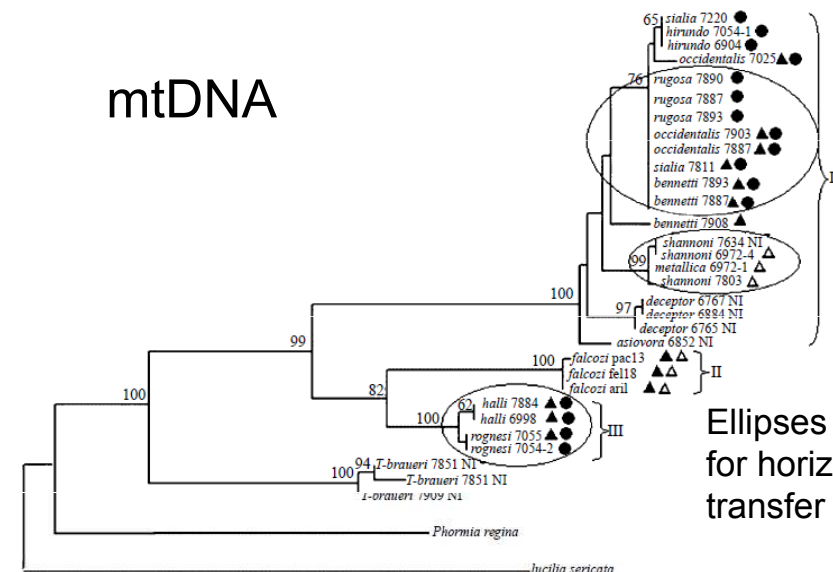 mtDNA
65
sialia 7220
hirundo 7054-1
hirundo 6904
occidentalis 7025
76
rugosa 7890
rugosa 7887
rugosa 7893
occidentalis 7903
occidentalis 7887
sialia 7811
bennetti 7893
bennetti 7887
I
bennetti 7908
shannoni 7634 NI
shannoni 6972-4
99
metallica 6972-1
shannoni 7803
100
97
deceptor 6767 NI
deceptor 6884 NI
deceptor 6765 NI
asiovora 6852 NI
99
100
falcozi pac13
falcozi fel18
II
falcozi aril
82
100
62
halli 7884
halli 6998
III
rognesi 7055
rognesi 7054-2
100
Ellipses
for horiz
transfer
94
100
T-braueri 7851 NI
T-braueri 7851 NI
T-braueri 7909 NI
Phormia regina
lucilia sericata